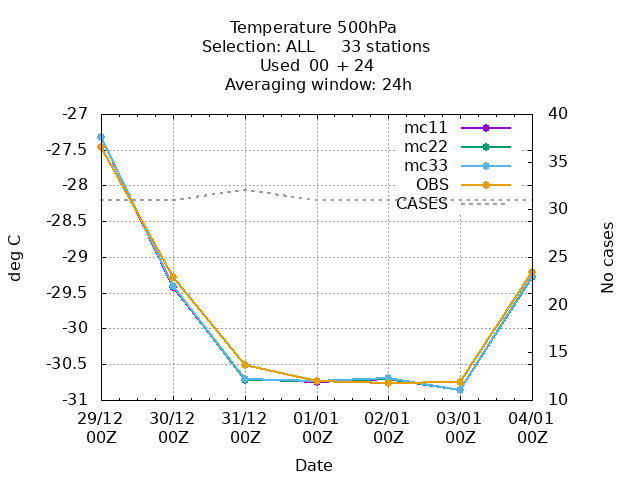 Temperature 500hPa
Selection: ALL 33 stations
Used 00 + 24
Averaging window: 24h
-27 40
mc11
mc22
mc33
OBS
CASES
-27.5
-28
-28.5
-29
-29.5
-30
-30.5
-31
35
30
25
20
15
10
deg C
No cases
29/12 30/12 31/12 01/01 02/01 03/01 04/01
00Z 00Z 00Z 00Z 00Z 00Z 00Z
Date